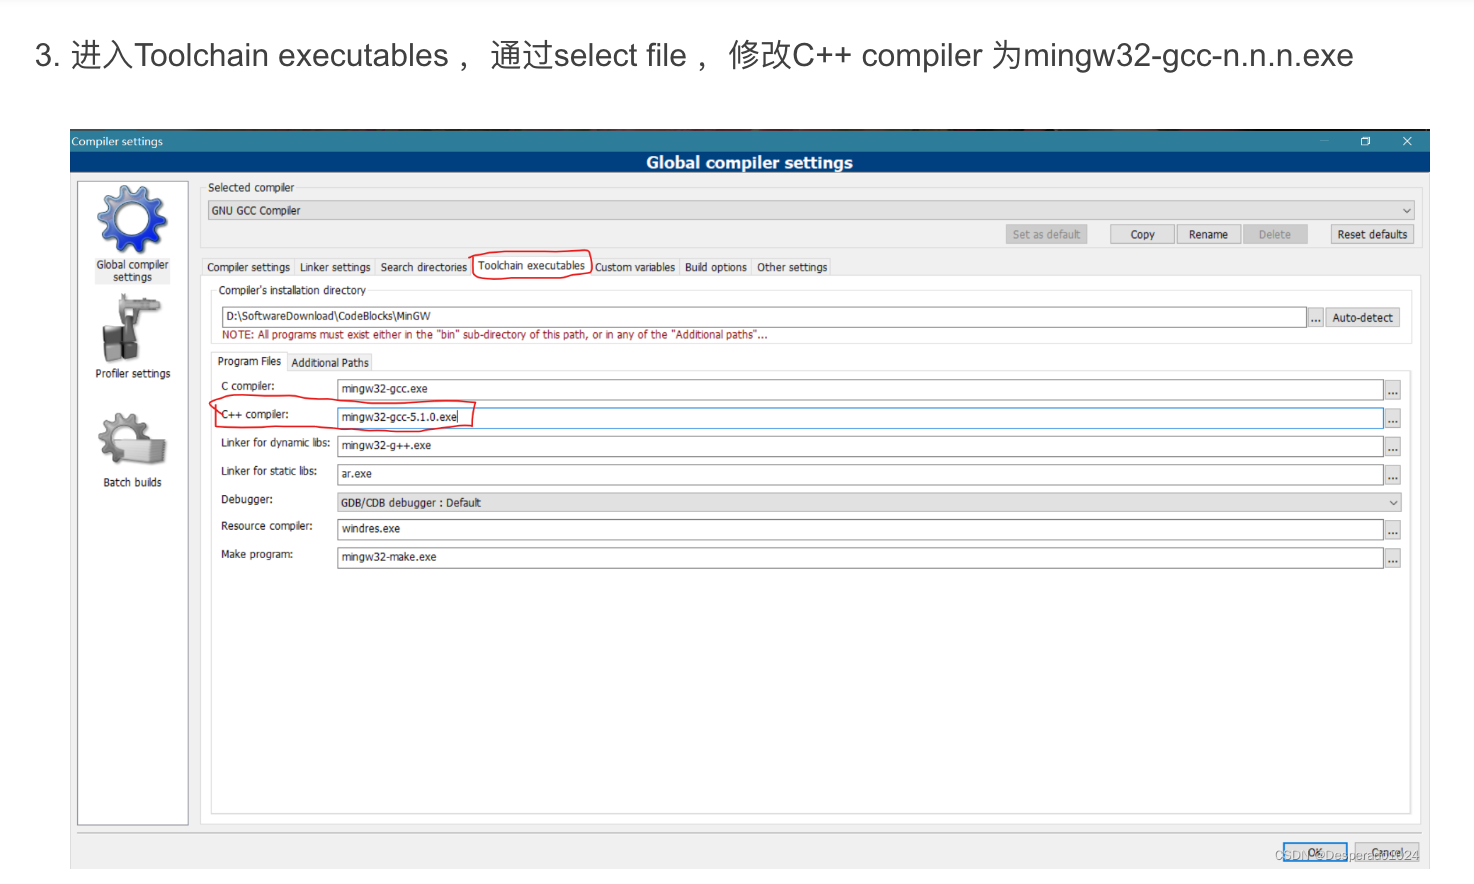 3. 进入Toolchain executables ，通过select file ，修改C++ compiler 为mingw32-gcc-n.n.n.exe
Compiler settings
Global compiler settings
Global compiler
settings
Profiler settings
Batch builds
Selected compiler
GNU GCC Compiler
Set as default Copy Rename Delete Reset defaults
Compiler settings Linker settings Search directories Toolchain executables Custom variables Build options Other settings
Compiler's installation directory
D:\SoftwareDownload\CodeBlocks\MinGW ... Auto-detect
NOTE: All programs must exist either in the "bin" sub-directory of this path, or in any of the "Additional paths"...
Program Files Additional Paths
C compiler: mingw32-gcc.exe ...
C++ compiler: mingw32-gcc-5.1.0.exe ...
Linker for dynamic libs: mingw32-g++.exe ...
Linker for static libs: ar.exe ...
Debugger: GDB/CDB debugger : Default
Resource compiler: windres.exe ...
Make program: mingw32-make.exe ...
OK Cancel
CSDN @Desperado2024